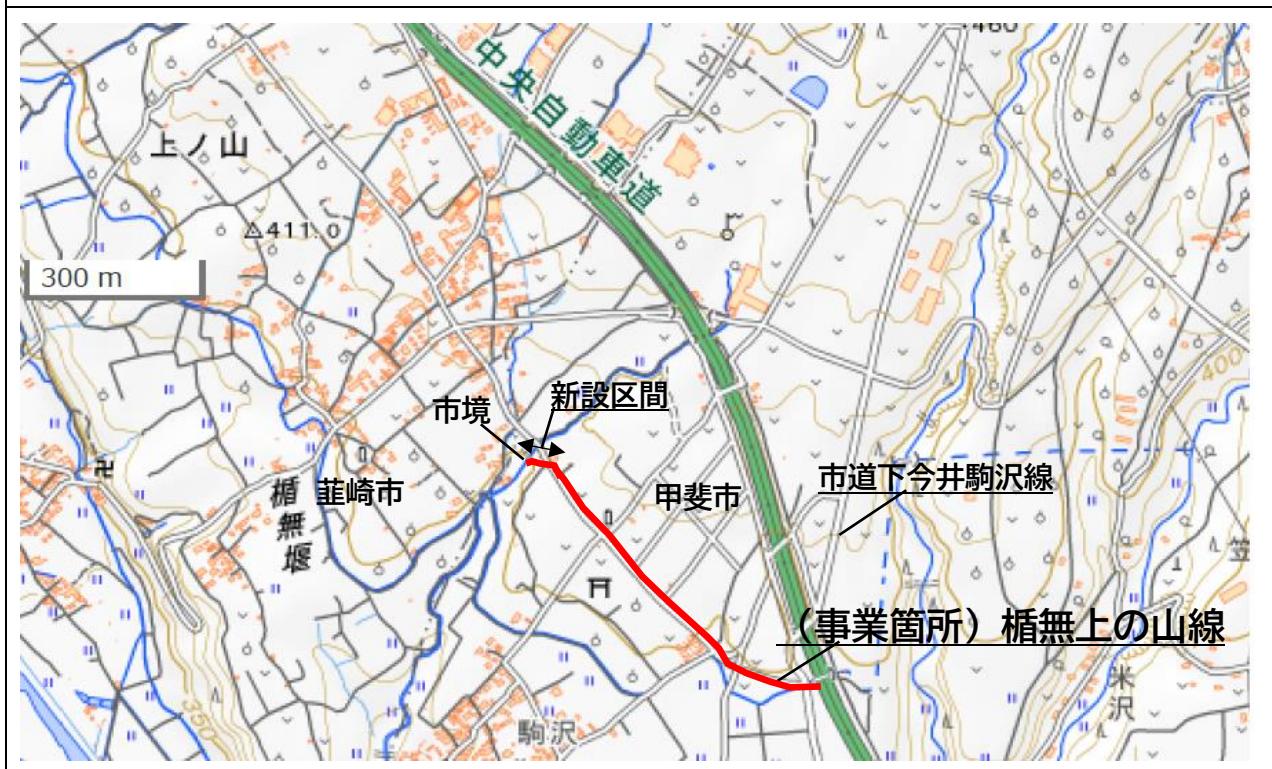 460
中央自動車道
上ノ山
411.0
300 m
新設区間
市境
400
甲斐市
市道下今井駒沢線
韮崎市
楯無堰
（事業箇所）楯無上の山線
笠
米沢
350
駒沢